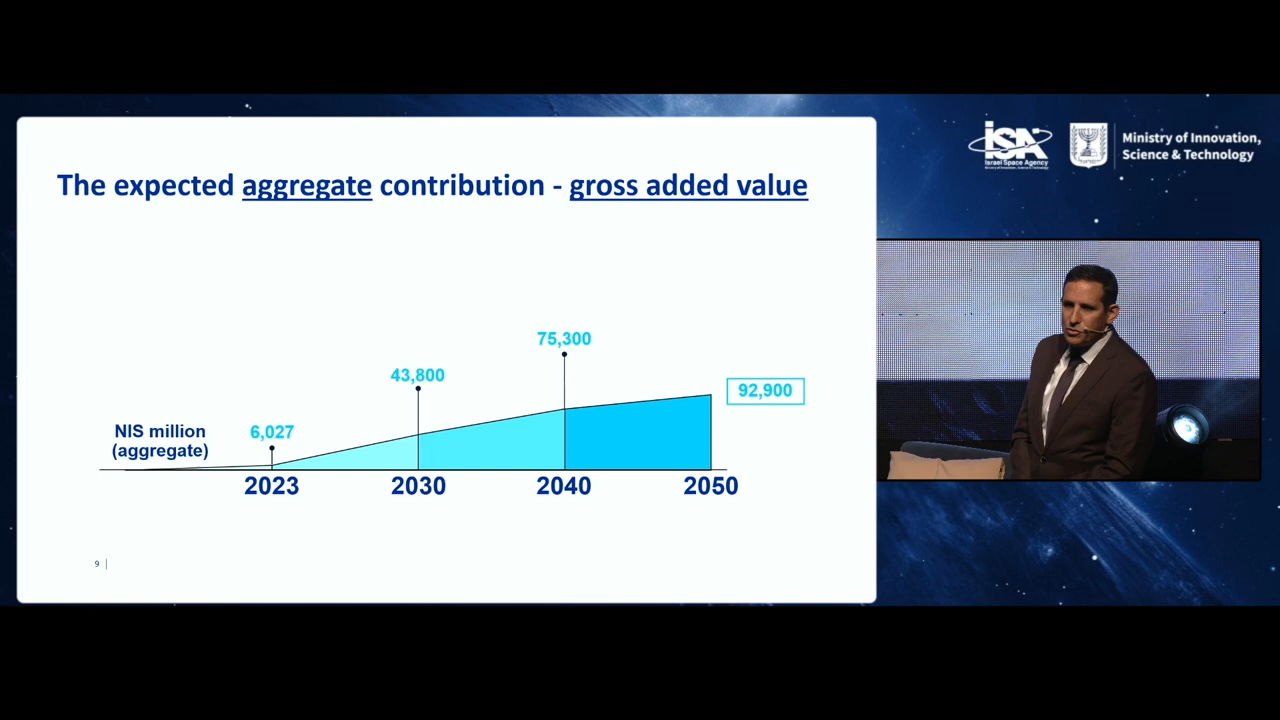 The expected aggregate contribution - gross added value
75,300
43,800
92,900
6,027
NIS million
(aggregate)
2023
2030
2040
2050
9
ISA
Israel Space Agency
Ministry of Innovation,
Science & Technology